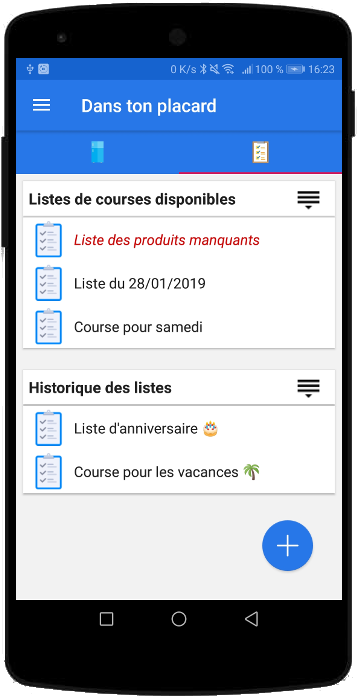 0 K/s 100 % 16:23
Dans ton placard
Listes de courses disponibles
Liste des produits manquants
Liste du 28/01/2019
Course pour samedi
Historique des listes
Liste d'anniversaire 🎂
Course pour les vacances 🌴